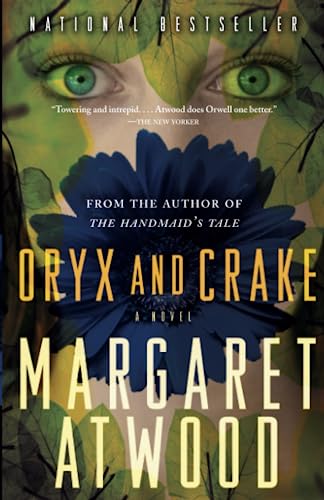 NATIONAL BESTSELLER
“Towering and intrepid. . . . Atwood does Orwell one better.”
—THE NEW YORKER
FROM THE AUTHOR OF
THE HANDMAID'S TALE
ORYX AND CRAKE
A NOVEL
MARGARET
ATWOOD